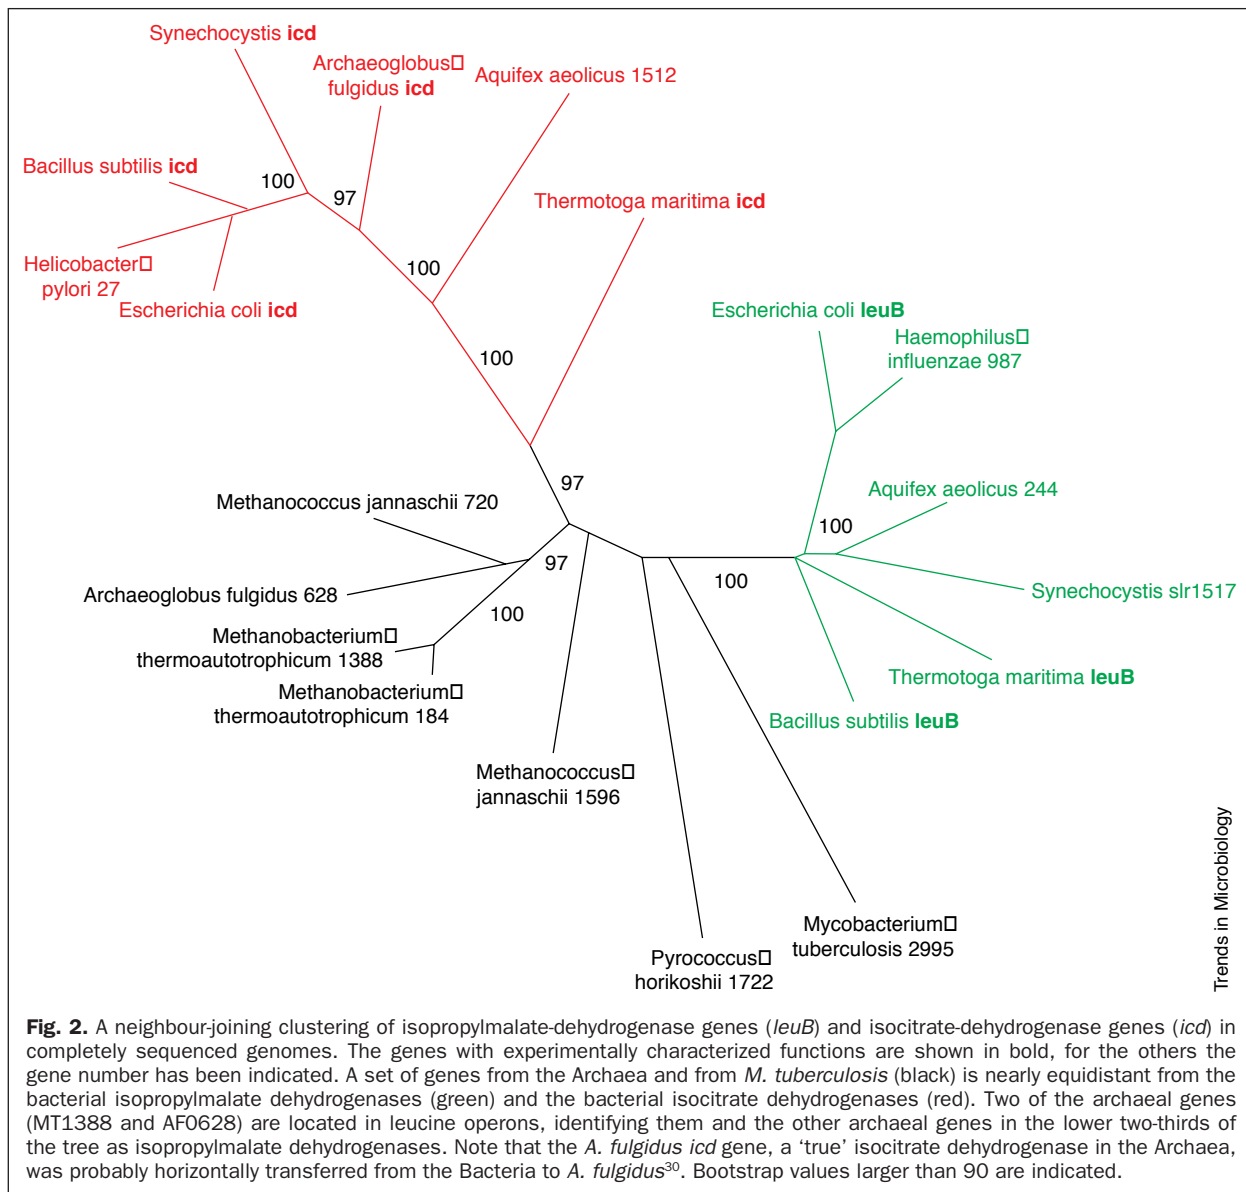 Synechocystis icd
Archaeoglobus
fulgidus icd
Aquifex aeolicus 1512
Bacillus subtilis icd
100
97
Thermotoga maritima icd
Helicobacter
pylori 27
Escherichia coli icd
100
100
Escherichia coli leuB
Haemophilus
influenzae 987
97
Methanococcus jannaschii 720
Aquifex aeolicus 244
100
97
Archaeoglobus fulgidus 628
100
100
Synechocystis slr1517
Methanobacterium
thermoautotrophicum 1388
Methanobacterium
thermoautotrophicum 184
Thermotoga maritima leuB
Bacillus subtilis leuB
Methanococcus
jannaschii 1596
Mycobacterium
tuberculosis 2995
Pyrococcus
horikoshii 1722
Trends in Microbiology
Fig. 2. A neighbour-joining clustering of isopropylmalate-dehydrogenase genes (leuB) and isocitrate-dehydrogenase genes (icd) in
completely sequenced genomes. The genes with experimentally characterized functions are shown in bold, for the others the
gene number has been indicated. A set of genes from the Archaea and from M. tuberculosis (black) is nearly equidistant from the
bacterial isopropylmalate dehydrogenases (green) and the bacterial isocitrate dehydrogenases (red). Two of the archaeal genes
(MT1388 and AF0628) are located in leucine operons, identifying them and the other archaeal genes in the lower two-thirds of
the tree as isopropylmalate dehydrogenases. Note that the A. fulgidus icd gene, a ‘true’ isocitrate dehydrogenase in the Archaea,
was probably horizontally transferred from the Bacteria to A. fulgidus30. Bootstrap values larger than 90 are indicated.